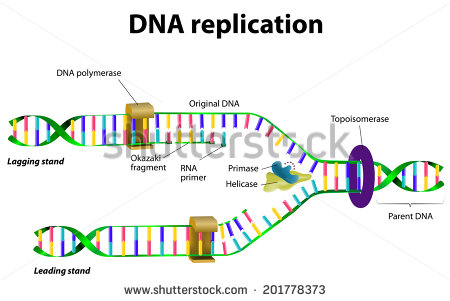 DNA replication
DNA polymerase
Original DNA
Topoisomerase
Lagging stand
Okazaki
fragment
RNA
primer
Primase
Helicase
Parent DNA
Leading stand
shutterstock
www.shutterstock.com · 201778373